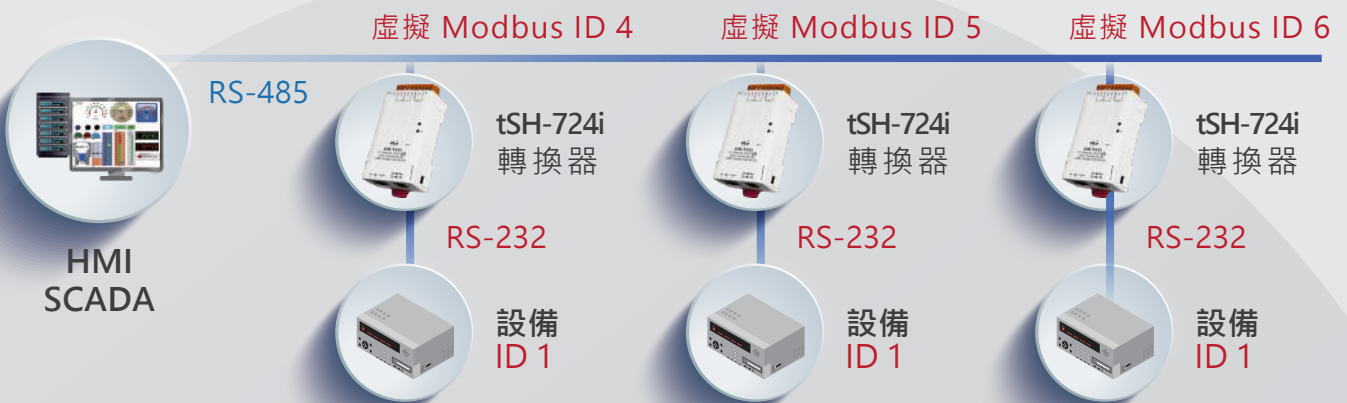 虛擬 Modbus ID 4
虛擬 Modbus ID 5
虛擬 Modbus ID 6
RS-485
tSH-724i
轉換器
tSH-724i
轉換器
tSH-724i
轉換器
HMI
SCADA
RS-232
RS-232
RS-232
設備
ID 1
設備
ID 1
設備
ID 1